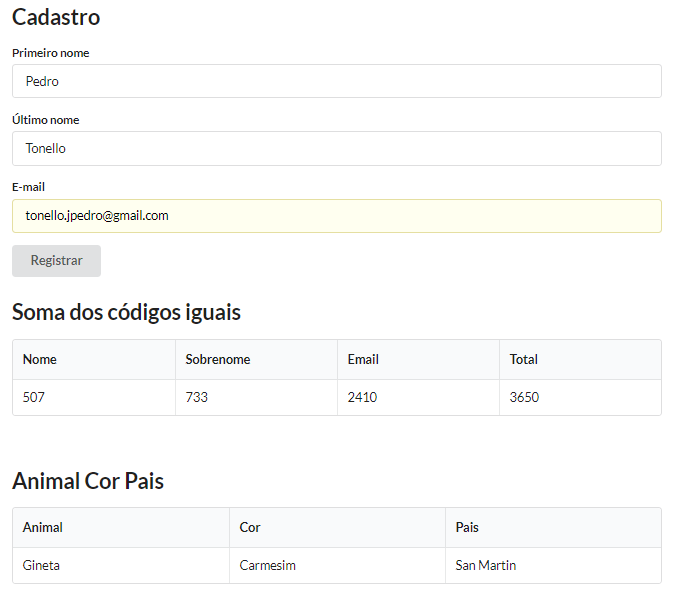 Cadastro
Primeiro nome
Pedro
Último nome
Tonello
E-mail
tonello.jpedro@gmail.com
Registrar
Soma dos códigos iguais
Nome Sobrenome Email Total
507 733 2410 3650
Animal Cor Pais
Animal Cor Pais
Gineta Carmesim San Martin